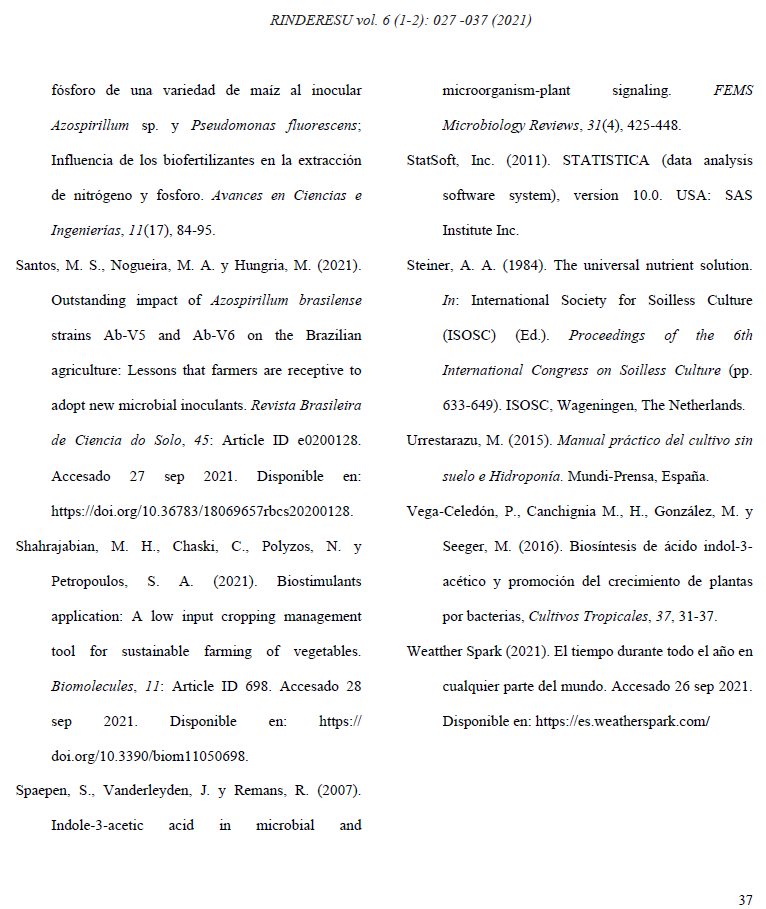 RINDERESU vol. 6 (1-2): 027 -037 (2021)
fósforo de una variedad de maíz al inocular
Azospirillum sp. y Pseudomonas fluorescens;
Influencia de los biofertilizantes en la extracción
de nitrógeno y fosforo. Avances en Ciencias e
Ingenierías, 11(17), 84-95.
Santos, M. S., Nogueira, M. A. y Hungria, M. (2021).
Outstanding impact of Azospirillum brasilense
strains Ab-V5 and Ab-V6 on the Brazilian
agriculture: Lessons that farmers are receptive to
adopt new microbial inoculants. Revista Brasileira
de Ciencia do Solo, 45: Article ID e0200128.
Accesado 27 sep 2021. Disponible en:
https://doi.org/10.36783/18069657rbcs20200128.
Shahrajabian, M. H., Chaski, C., Polyzos, N. y
Petropoulos, S. A. (2021). Biostimulants
application: A low input cropping management
tool for sustainable farming of vegetables.
Biomolecules, 11: Article ID 698. Accesado 28
sep 2021. Disponible en: https://
doi.org/10.3390/biom11050698.
Spaepen, S., Vanderleyden, J. y Remans, R. (2007).
Indole-3-acetic acid in microbial and
microorganism-plant signaling. FEMS
Microbiology Reviews, 31(4), 425-448.
StatSoft, Inc. (2011). STATISTICA (data analysis
software system), version 10.0. USA: SAS
Institute Inc.
Steiner, A. A. (1984). The universal nutrient solution.
In: International Society for Soilless Culture
(ISOSC) (Ed.). Proceedings of the 6th
International Congress on Soilless Culture (pp.
633-649). ISOSC, Wageningen, The Netherlands.
Urrestarazu, M. (2015). Manual práctico del cultivo sin
suelo e Hidroponía. Mundi-Prensa, España.
Vega-Celedón, P., Canchignia M., H., González, M. y
Seeger, M. (2016). Biosíntesis de ácido indol-3-
acético y promoción del crecimiento de plantas
por bacterias, Cultivos Tropicales, 37, 31-37.
Weatther Spark (2021). El tiempo durante todo el año en
cualquier parte del mundo. Accesado 26 sep 2021.
Disponible en: https://es.weatherspark.com/
37